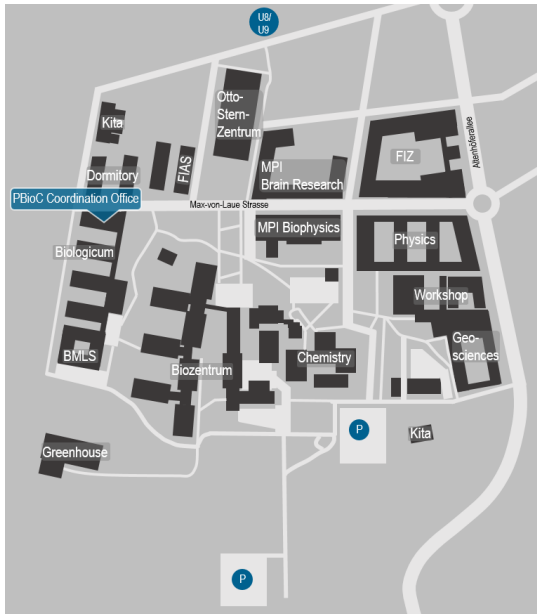 U8/
U9
Kita
Otto-
Stern-
Zentrum
FIAS
Dormitory
MPI
Brain Research
FIZ
Altenhöferallee
PBioC Coordination Office
Max-von-Laue Strasse
MPI Biophysics
Physics
Biologicum
Workshop
BMLS
Biozentrum
Chemistry
Geo-
sciences
Greenhouse
P
Kita
P